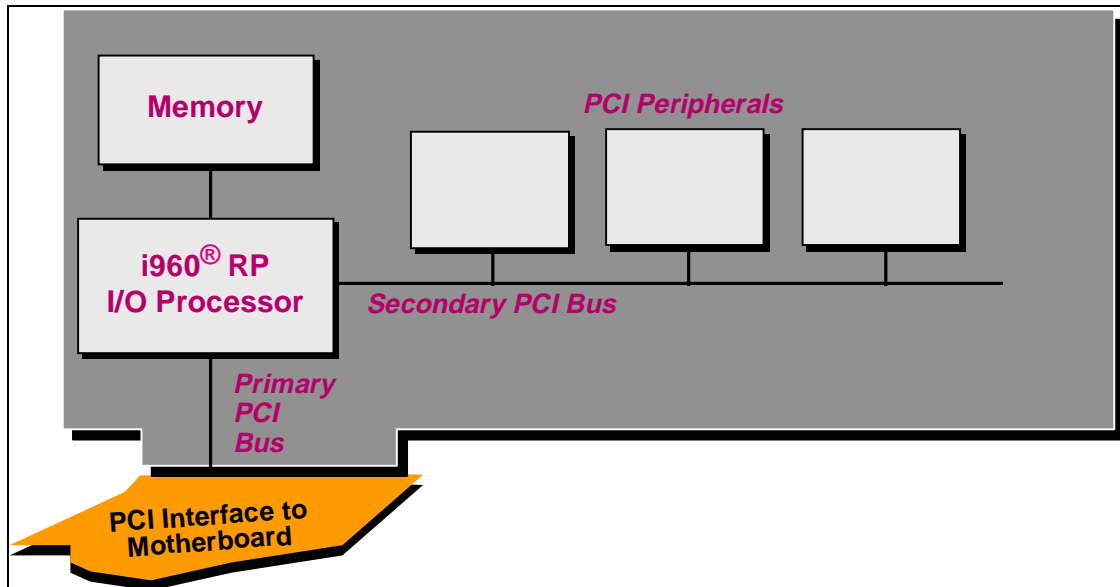 Memory
PCI Peripherals
i960® RP
I/O Processor
Secondary PCI Bus
Primary
PCI
Bus
PCI Interface to
Motherboard